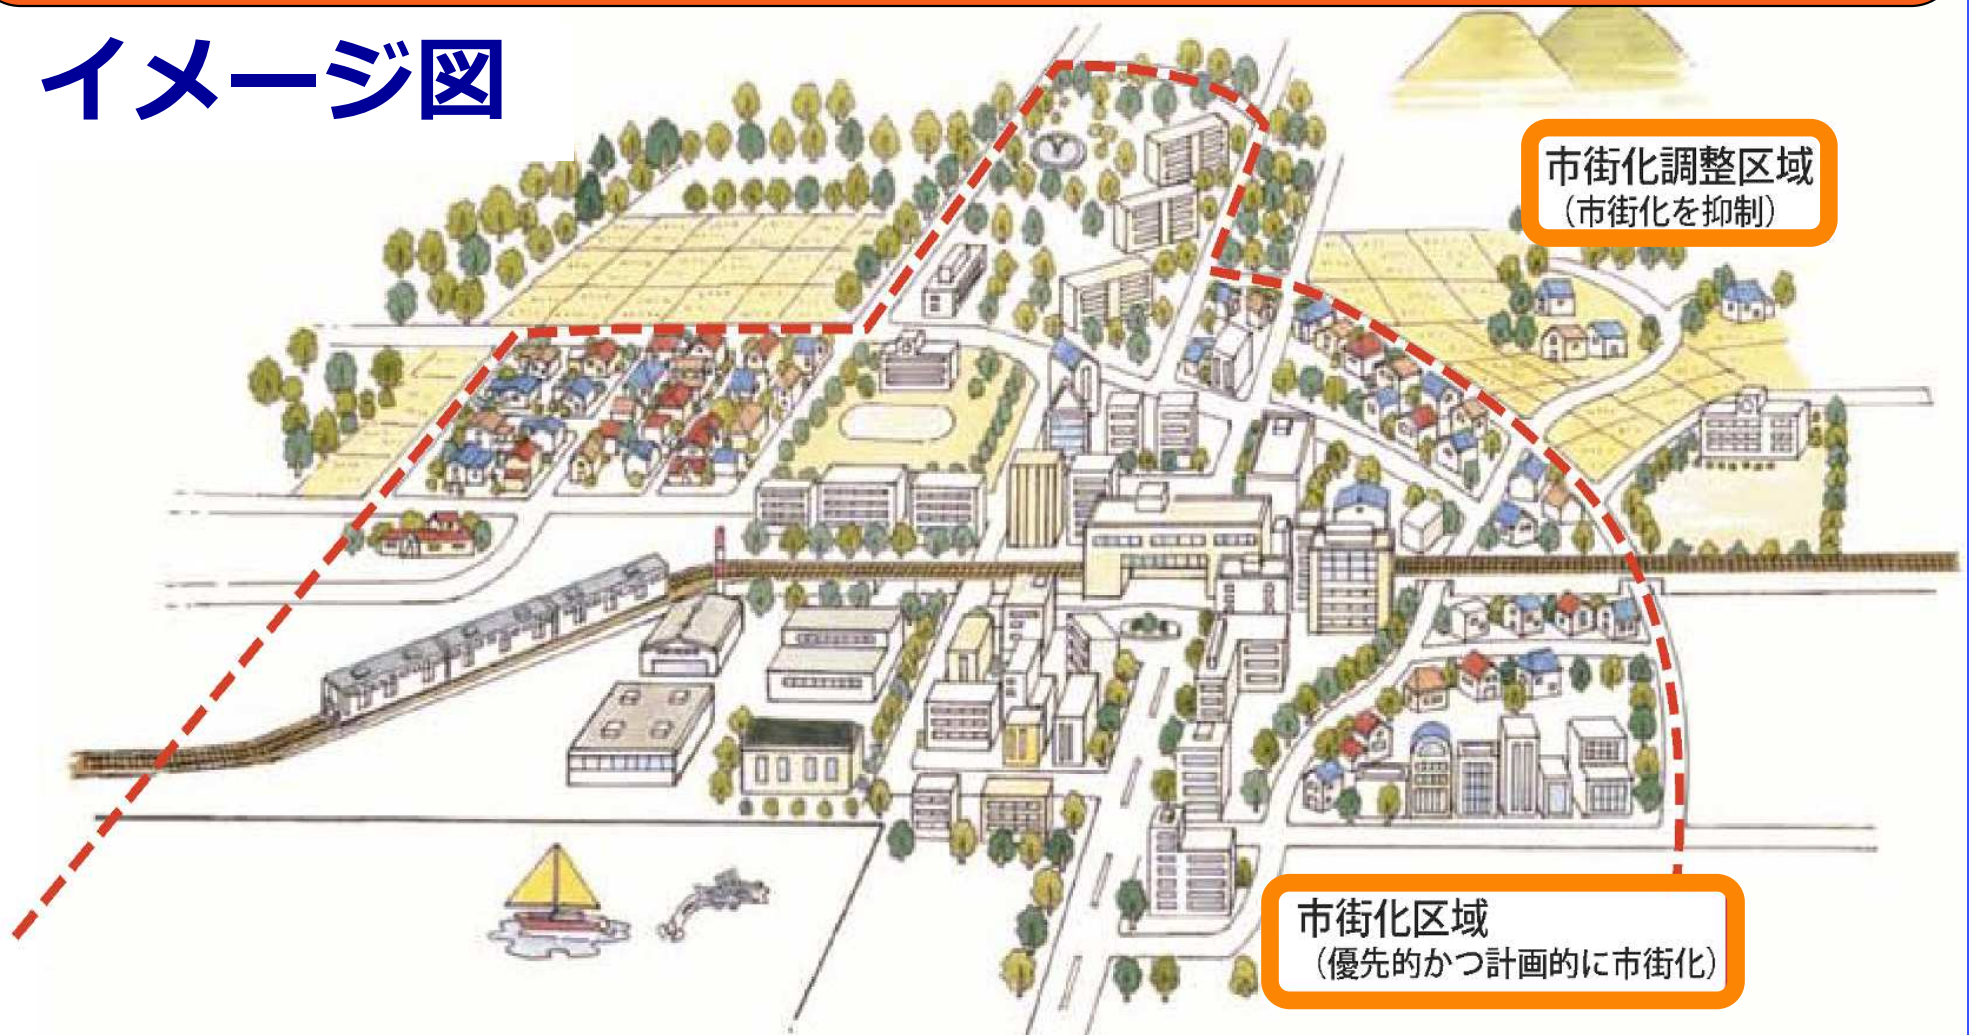 イメージ図
市街化調整区域
（市街化を抑制）
市街化区域
（優先的かつ計画的に市街化）